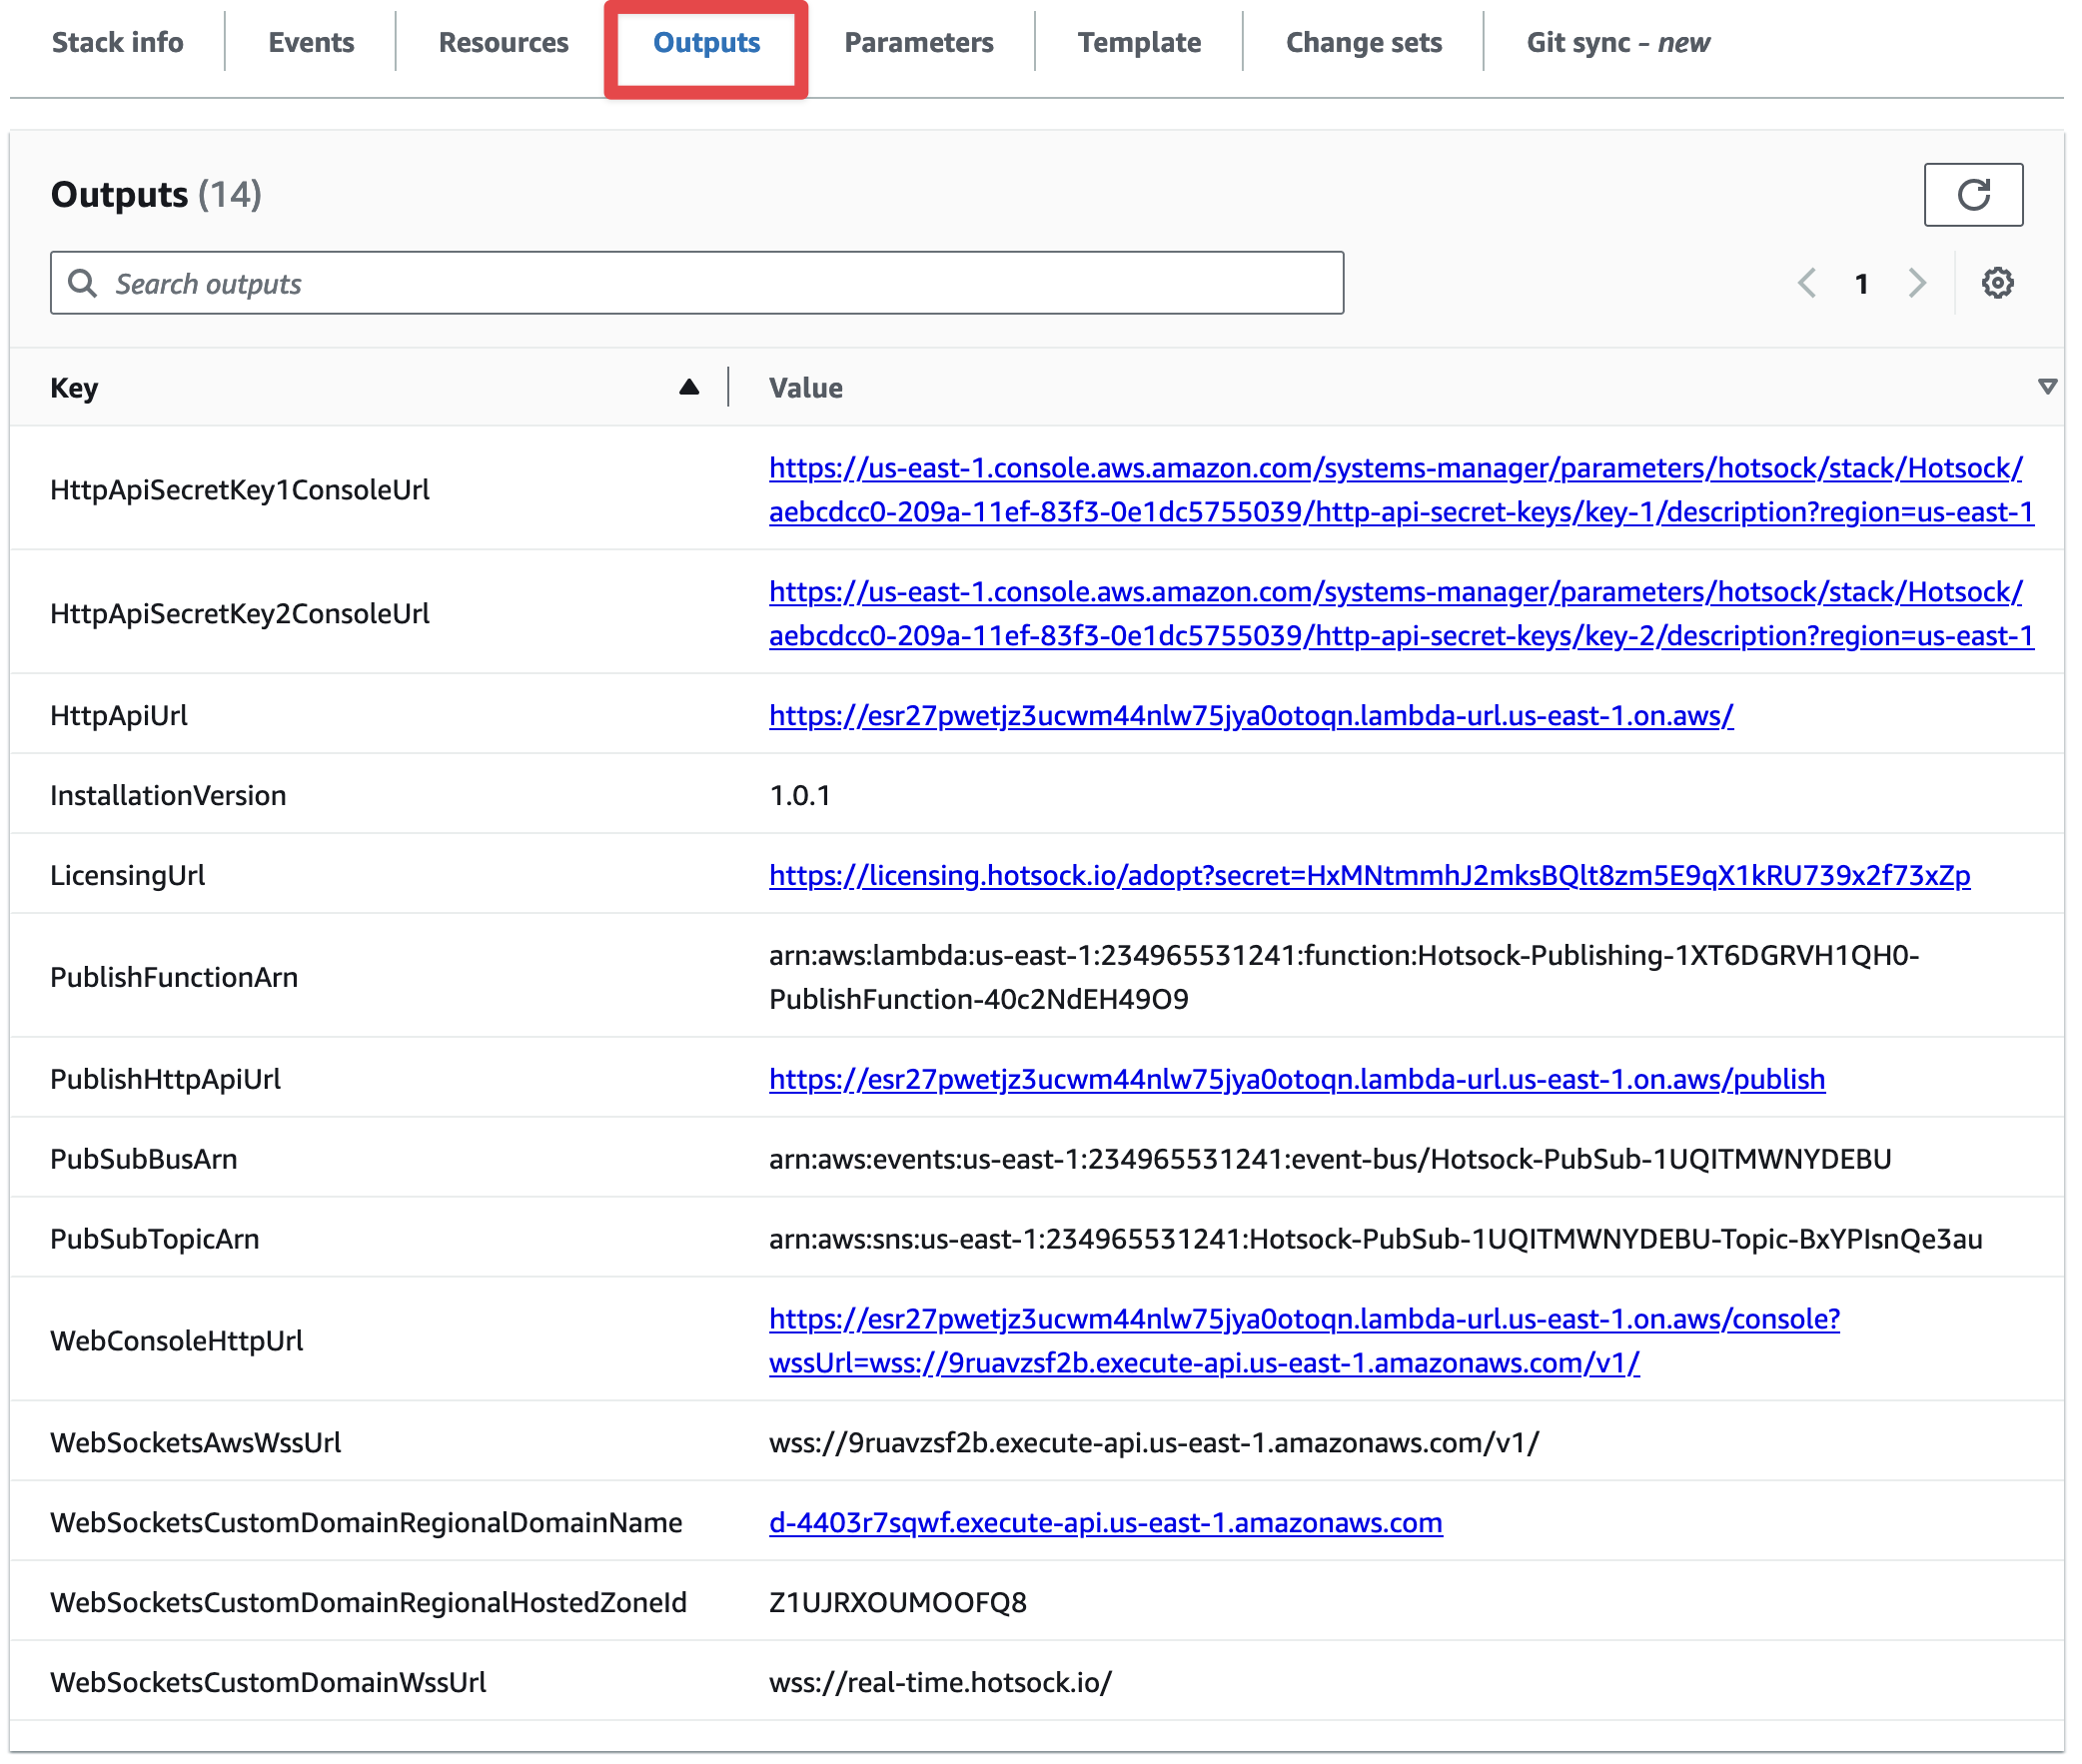 Stack info
Events
Resources
Outputs
Parameters
Template
Change sets
Git sync - new
Outputs (14)
Search outputs
1
Key
Value
HttpApiSecretKey1ConsoleUrl
https://us-east-1.console.aws.amazon.com/systems-manager/parameters/hotsock/stack/Hotsock/
aebcdcc0-209a-11ef-83f3-0e1dc5755039/http-api-secret-keys/key-1/description?region=us-east-1
HttpApiSecretKey2ConsoleUrl
https://us-east-1.console.aws.amazon.com/systems-manager/parameters/hotsock/stack/Hotsock/
aebcdcc0-209a-11ef-83f3-0e1dc5755039/http-api-secret-keys/key-2/description?region=us-east-1
HttpApiUrl
https://esr27pwetjz3ucwm44nlw75jya0otoqn.lambda-url.us-east-1.on.aws/
InstallationVersion
1.0.1
LicensingUrl
https://licensing.hotsock.io/adopt?secret=HxMNtmmhJ2mksBQlt8zm5E9qX1kRU739x2f73xZp
PublishFunctionArn
arn:aws:lambda:us-east-1:234965531241:function:Hotsock-Publishing-1XT6DGRVH1QH0-
PublishFunction-40c2NdEH49O9
PublishHttpApiUrl
https://esr27pwetjz3ucwm44nlw75jya0otoqn.lambda-url.us-east-1.on.aws/publish
PubSubBusArn
arn:aws:events:us-east-1:234965531241:event-bus/Hotsock-PubSub-1UQITMWNYDEBU
PubSubTopicArn
arn:aws:sns:us-east-1:234965531241:Hotsock-PubSub-1UQITMWNYDEBU-Topic-BxYPIsnQe3au
WebConsoleHttpUrl
https://esr27pwetjz3ucwm44nlw75jya0otoqn.lambda-url.us-east-1.on.aws/console?
wssUrl=wss://9ruavzsf2b.execute-api.us-east-1.amazonaws.com/v1/
WebSocketsAwsWssUrl
wss://9ruavzsf2b.execute-api.us-east-1.amazonaws.com/v1/
WebSocketsCustomDomainRegionalDomainName
d-4403r7sqwf.execute-api.us-east-1.amazonaws.com
WebSocketsCustomDomainRegionalHostedZoneId
Z1UJRXOUMOOFQ8
WebSocketsCustomDomainWssUrl
wss://real-time.hotsock.io/